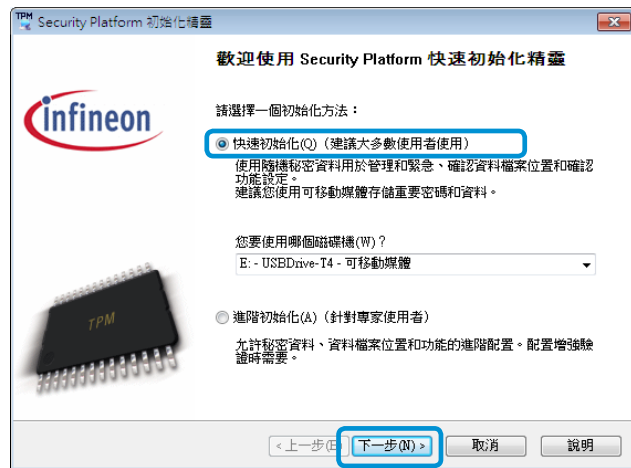 TPM Security Platform 初始化精靈
歡迎使用 Security Platform 快速初始化精靈
infineon
請選擇一個初始化方法：
快速初始化(Q)（建議大多數使用者使用）
使用隨機秘密資料用於管理和緊急、確認資料檔案位置和確認
功能設定。
建議您使用可移動媒體存儲重要密碼和資料。
您要使用哪個磁碟機(W)？
E: - USBDrive-T4 - 可移動媒體
TPM
進階初始化(A)（針對專家使用者）
允許秘密資料、資料檔案位置和功能的進階配置。配置增強驗
證時需要。
<上一步(B) 下一步(N) > 取消 說明